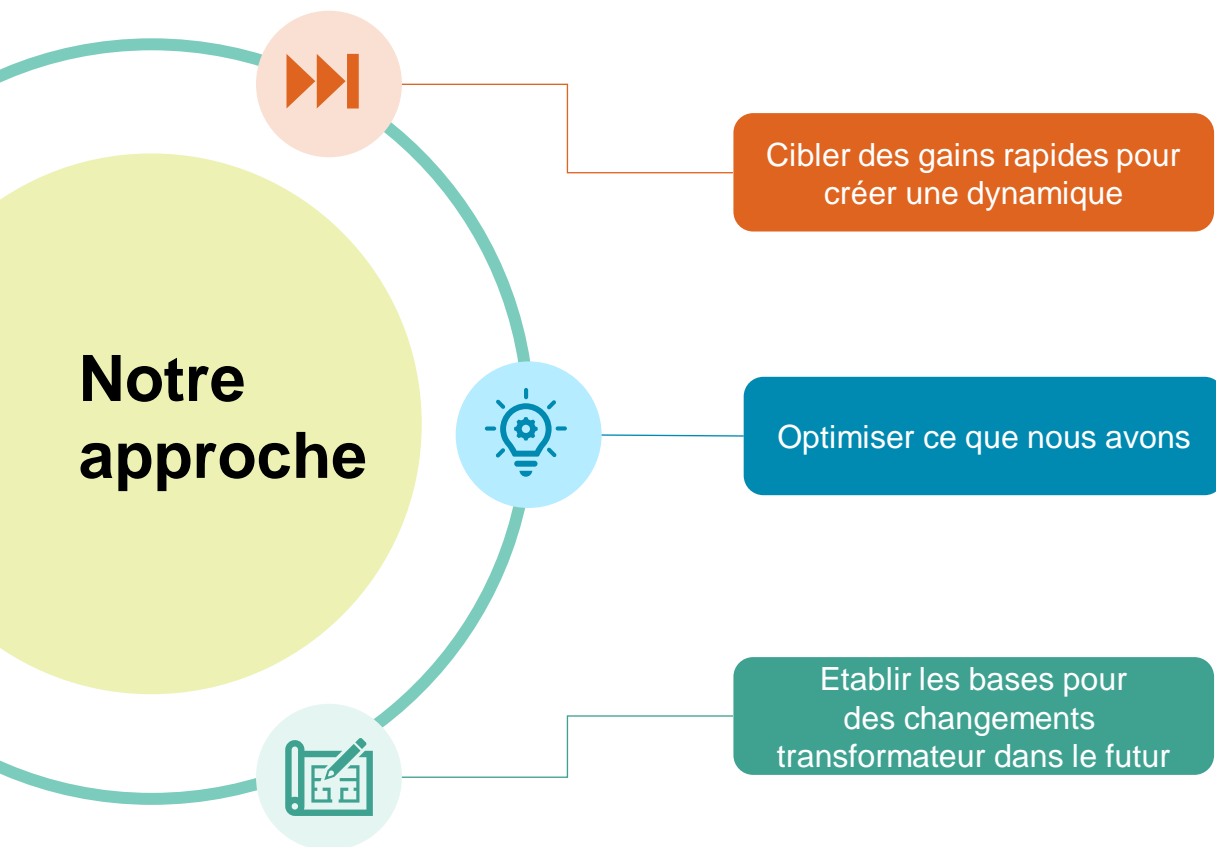 Notre
approche
Cibler des gains rapides pour
créer une dynamique
Optimiser ce que nous avons
Etablir les bases pour
des changements
transformateur dans le futur